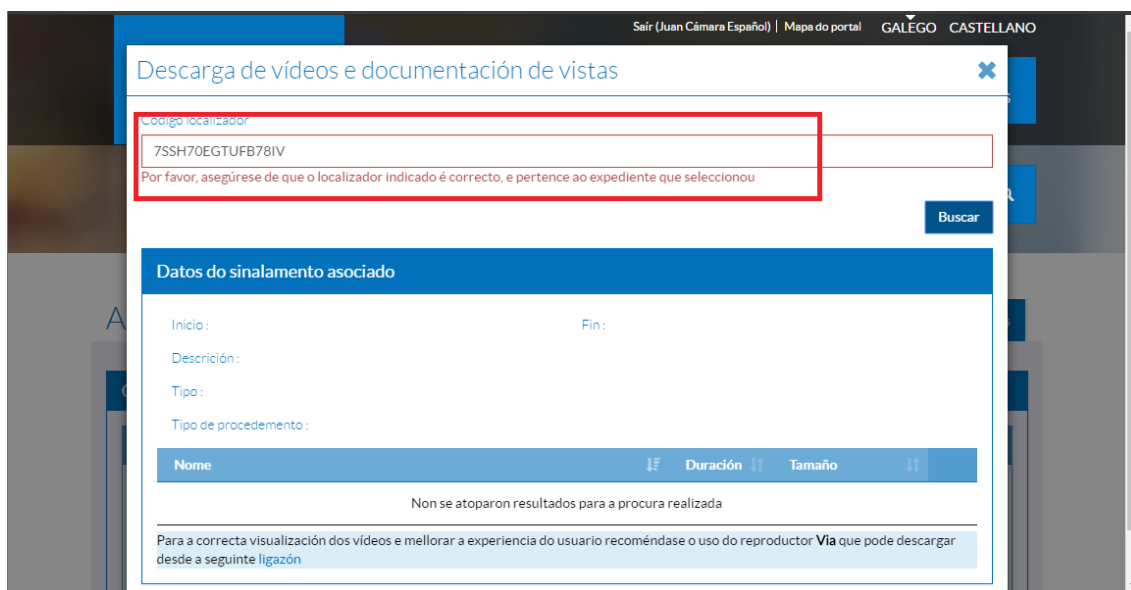 Saír (Juan Cámara Español) | Mapa do portal GALEGO CASTELLANO
Descarga de vídeos e documentación de vistas
Código localizador
7SSH70EGTUFB78IV
Por favor, asegúrese de que o localizador indicado é correcto, e pertence ao expediente que seleccionou
Buscar
Datos do sinalamento asociado
Inicio :
Fin :
Descrición :
Tipo :
Tipo de procedemento :
Nome Duración Tamaño
Non se atoparon resultados para a procura realizada
Para a correcta visualización dos vídeos e mellorar a experiencia do usuario recoméndase o uso do reproductor Via que pode descargar
desde a seguinte ligazón